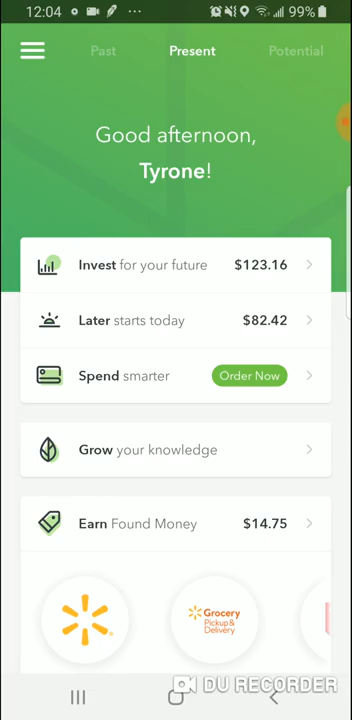 12:04 99%
Past Present Potential
Good afternoon,
Tyrone!
Invest for your future $123.16
Later starts today $82.42
Spend smarter Order Now
Grow your knowledge
Earn Found Money $14.75
Grocery
Pickup &
Delivery
DU RECORDER